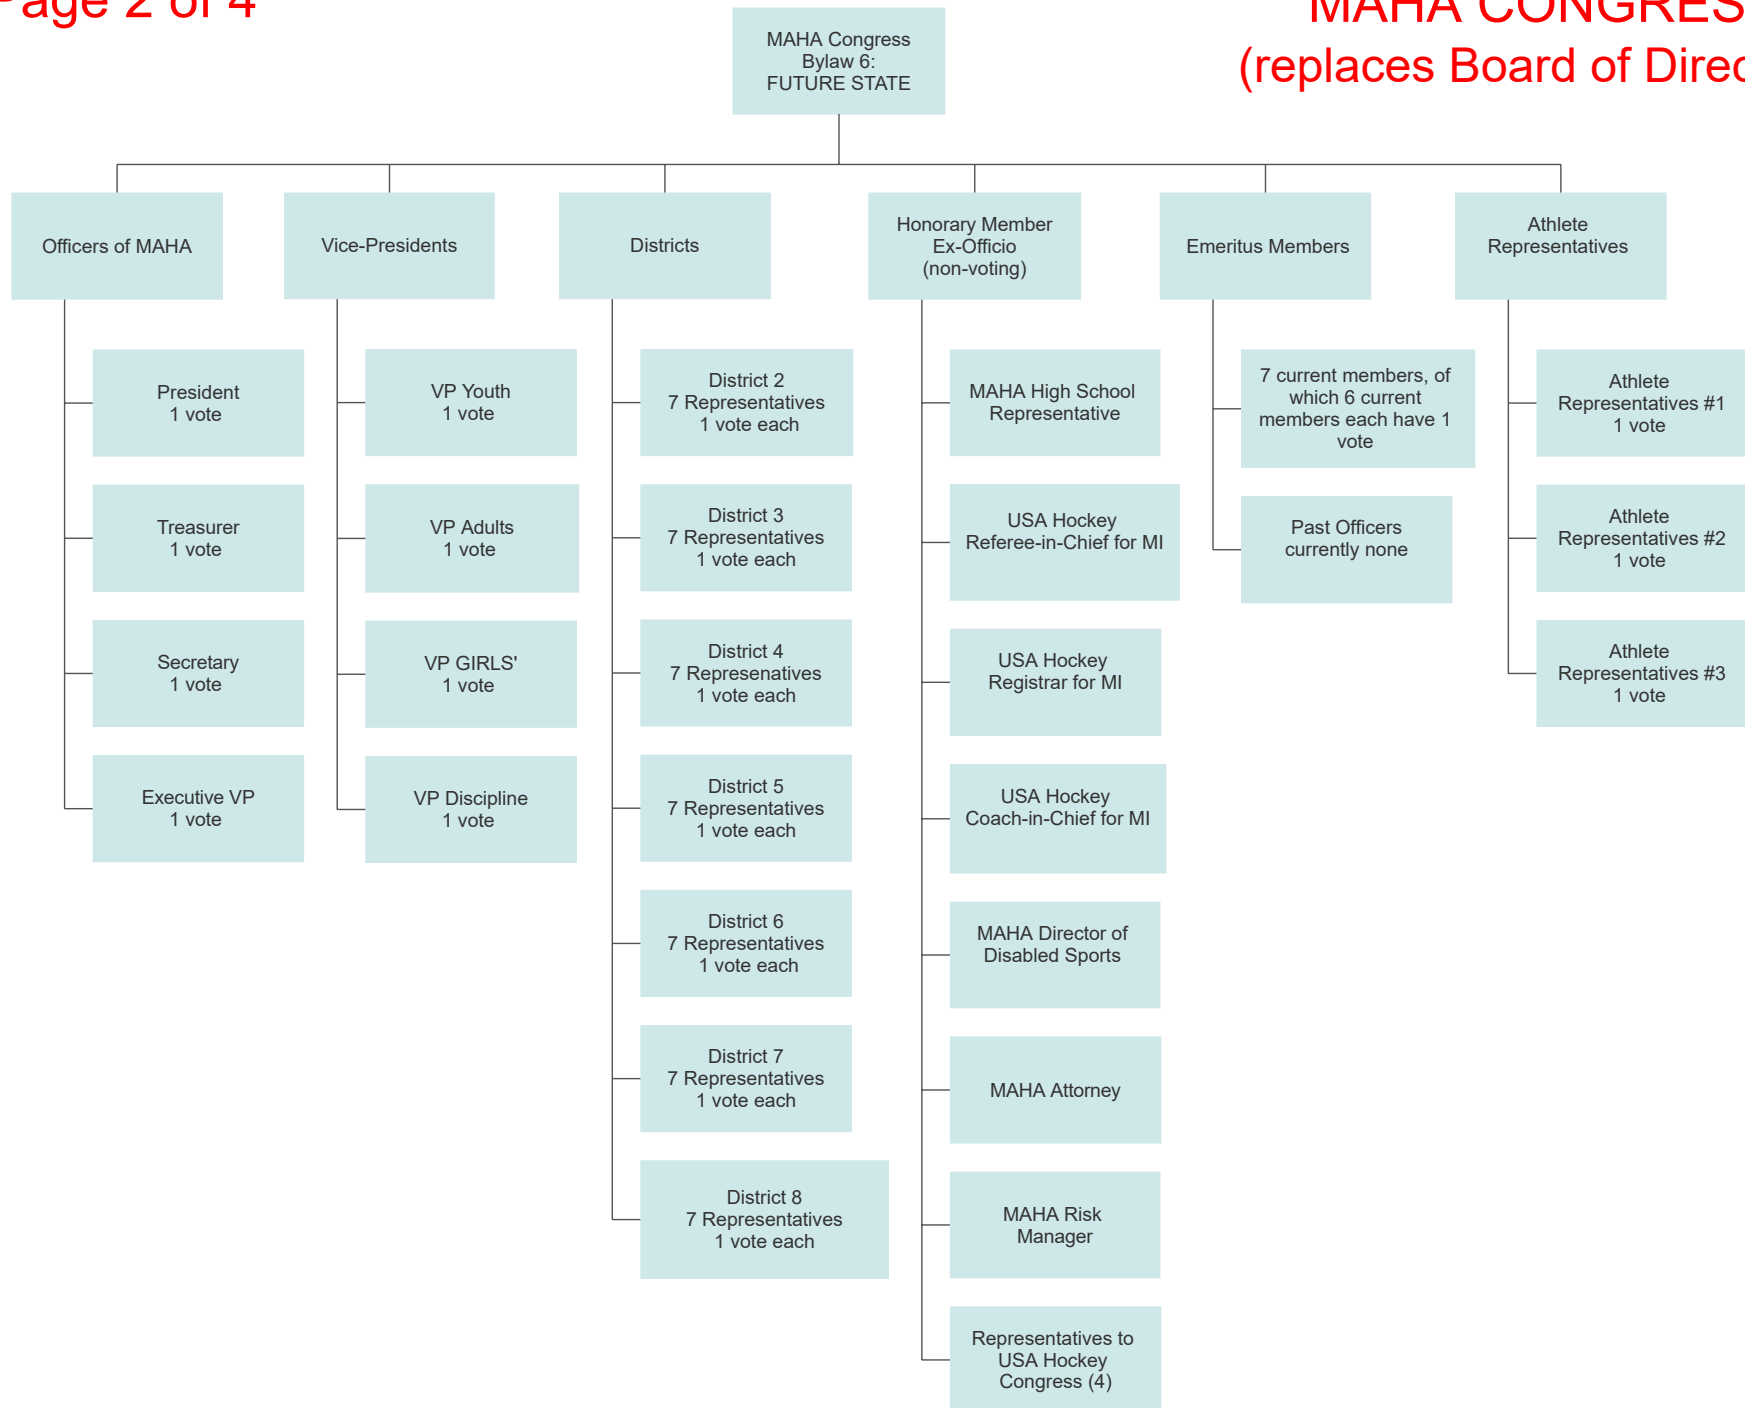 Page 2 of 4
MAHA CONGRES
(replaces Board of Direc
MAHA Congress
Bylaw 6:
FUTURE STATE
Officers of MAHA
President
1 vote
Treasurer
1 vote
Secretary
1 vote
Executive VP
1 vote
Vice-Presidents
VP Youth
1 vote
VP Adults
1 vote
VP GIRLS'
1 vote
VP Discipline
1 vote
Districts
District 2
7 Representatives
1 vote each
District 3
7 Representatives
1 vote each
District 4
7 Represenatives
1 vote each
District 5
7 Representatives
1 vote each
District 6
7 Representatives
1 vote each
District 7
7 Representatives
1 vote each
District 8
7 Representatives
1 vote each
Honorary Member
Ex-Officio
(non-voting)
MAHA High School
Representative
USA Hockey
Referee-in-Chief for MI
USA Hockey
Registrar for MI
USA Hockey
Coach-in-Chief for MI
MAHA Director of
Disabled Sports
MAHA Attorney
MAHA Risk
Manager
Representatives to
USA Hockey
Congress (4)
Emeritus Members
7 current members, of
which 6 current
members each have 1
vote
Past Officers
currently none
Athlete
Representatives
Athlete
Representatives #1
1 vote
Athlete
Representatives #2
1 vote
Athlete
Representatives #3
1 vote